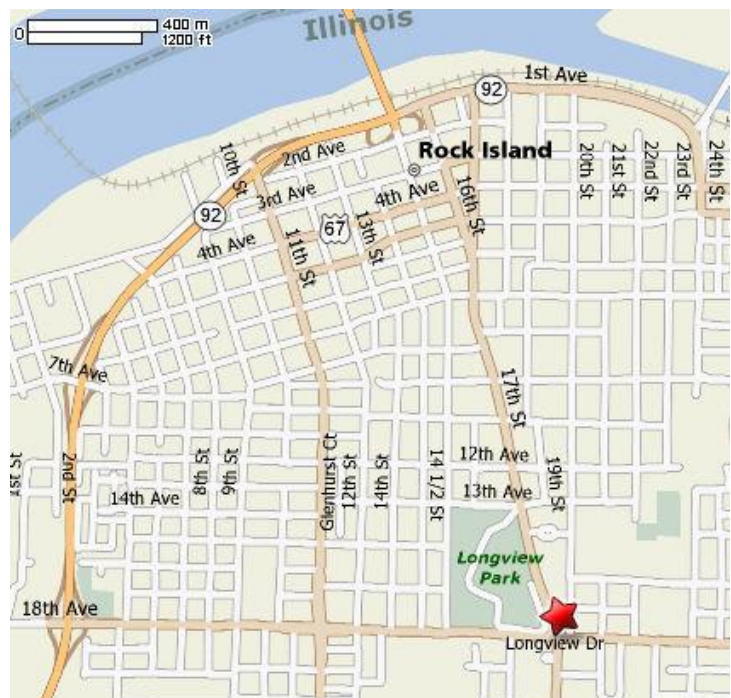 0
400 m
1200 ft
Illinois
1st Ave
92
2nd Ave
Rock Island
10th St
3rd Ave
4th Ave
16th St
20th St
21st St
22nd St
23rd St
24th St
92
67
13th St
4th Ave
11th St
7th Ave
17th St
1st St
2nd St
8th St
9th St
Glenhurst Ct
12th St
14th St
14 1/2 St
12th Ave
19th St
14th Ave
13th Ave
Longview
Park
18th Ave
Longview Dr